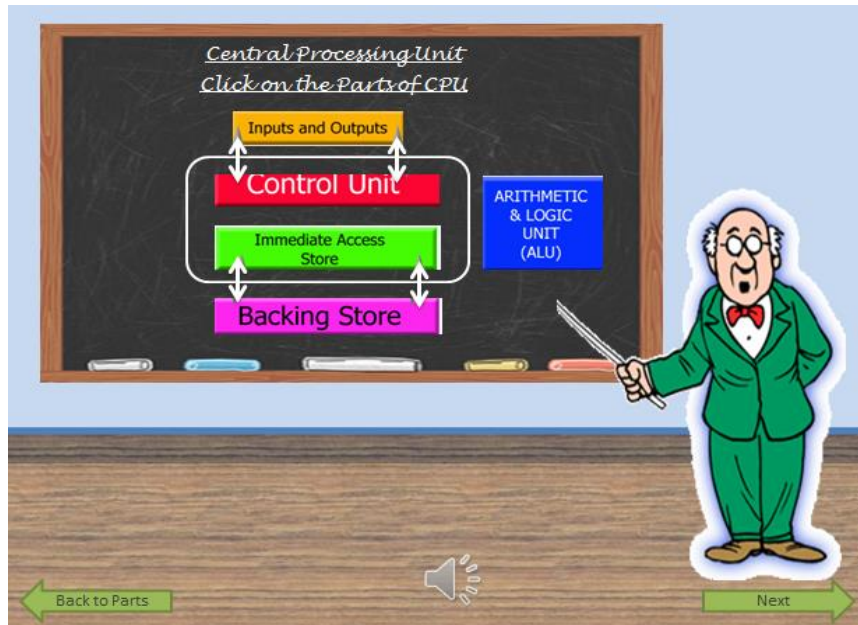 Central Processing Unit
Click on the Parts of CPU
Inputs and Outputs
Control Unit
Immediate Access
Store
ARITHMETIC
& LOGIC
UNIT
(ALU)
Backing Store
Back to Parts
Next